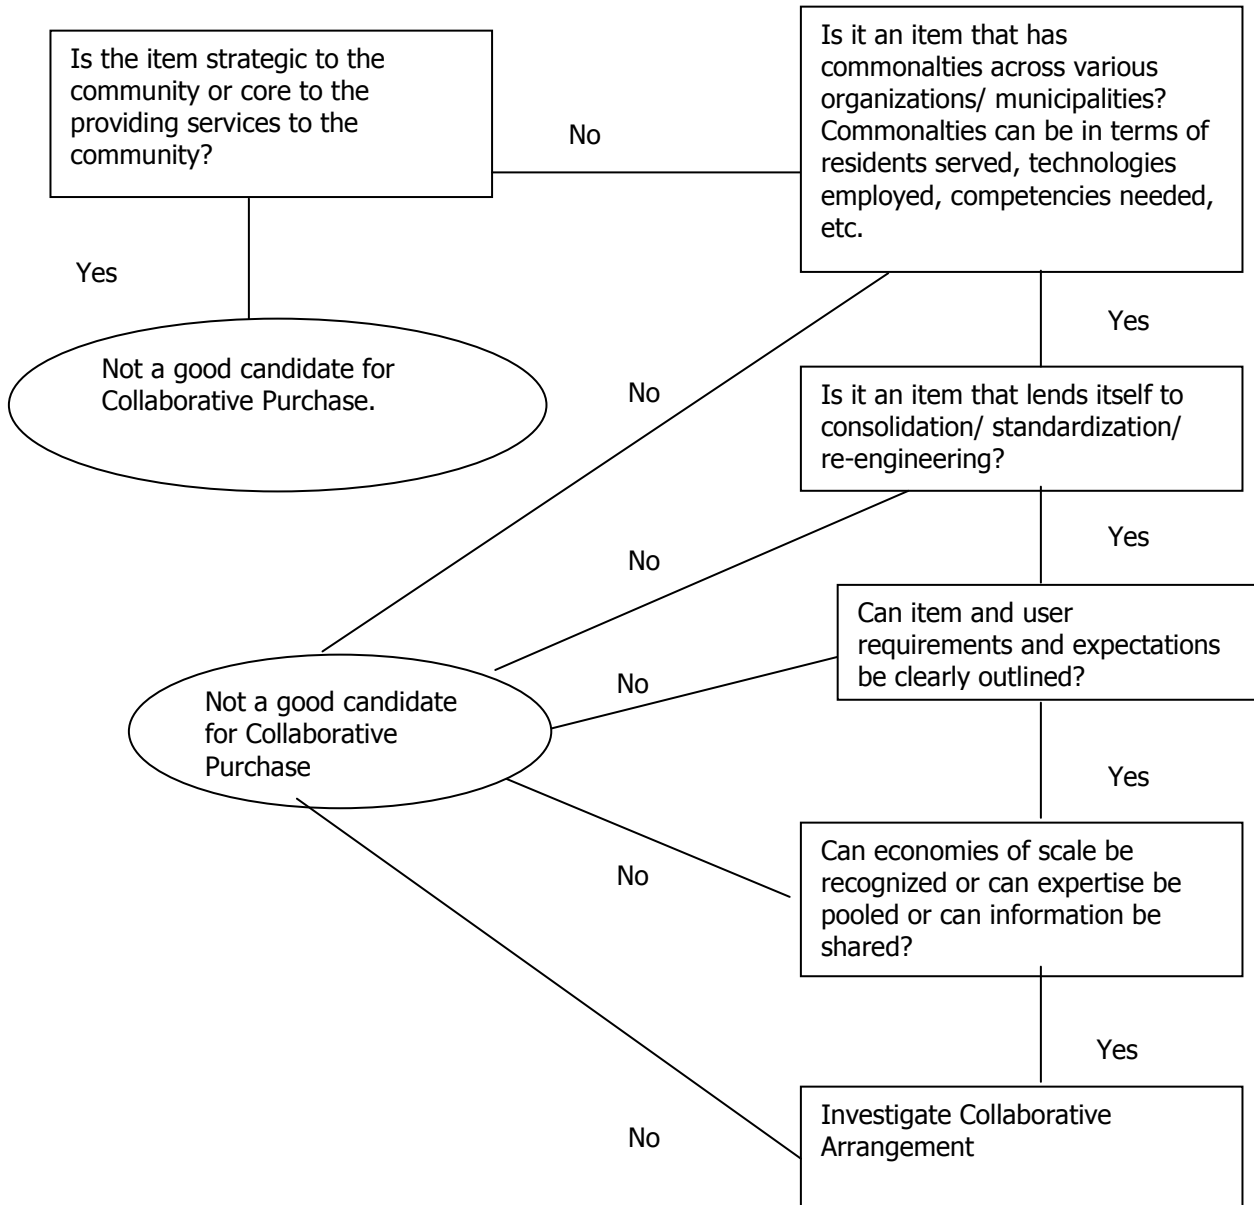 Is the item strategic to the
community or core to the
providing services to the
community?
No
Is it an item that has
commonalties across various
organizations/ municipalities?
Commonalties can be in terms of
residents served, technologies
employed, competencies needed,
etc.
Yes
Not a good candidate for
Collaborative Purchase.
Yes
No
Is it an item that lends itself to
consolidation/ standardization/
re-engineering?
No
Yes
Can item and user
requirements and expectations
be clearly outlined?
No
Not a good candidate
for Collaborative
Purchase
Yes
No
Can economies of scale be
recognized or can expertise be
pooled or can information be
shared?
Yes
No
Investigate Collaborative
Arrangement